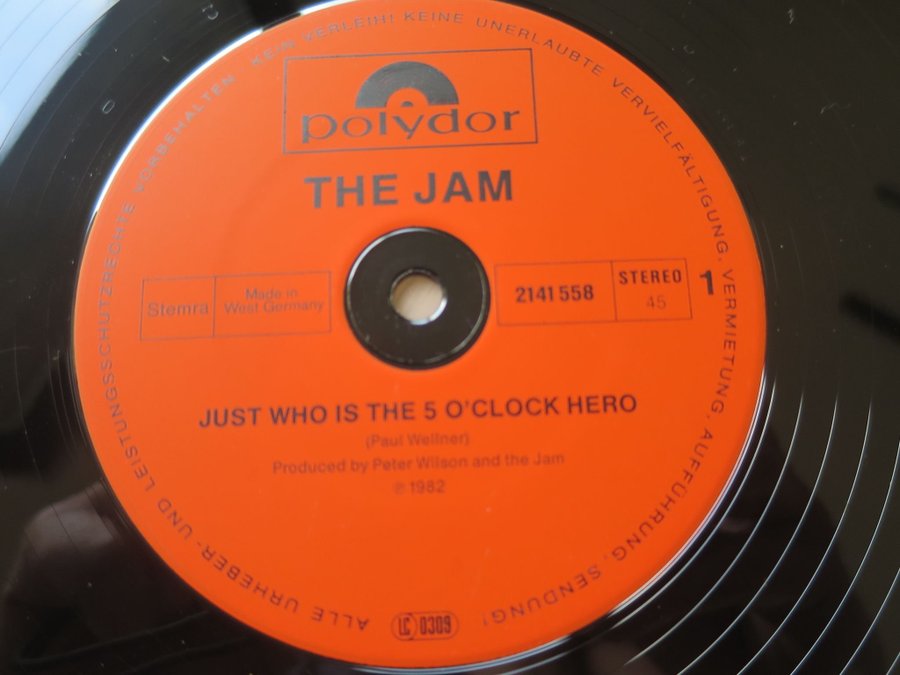 ALLE URHEBER- UND LEISTUNGSSCHUTZRECHTE VORBEHALTEN. KEIN VERLEIH! KEINE UNERLAUBTE VERVIELFÄLTIGUNG, VERMIETUNG, AUFFÜHRUNG, SENDUNG!
polydor
THE JAM
Stemra
Made in
West Germany
2141 558
STEREO
45
1
JUST WHO IS THE 5 O'CLOCK HERO
(Paul Wellner)
Produced by Peter Wilson and the Jam
℗ 1982
LC 0309